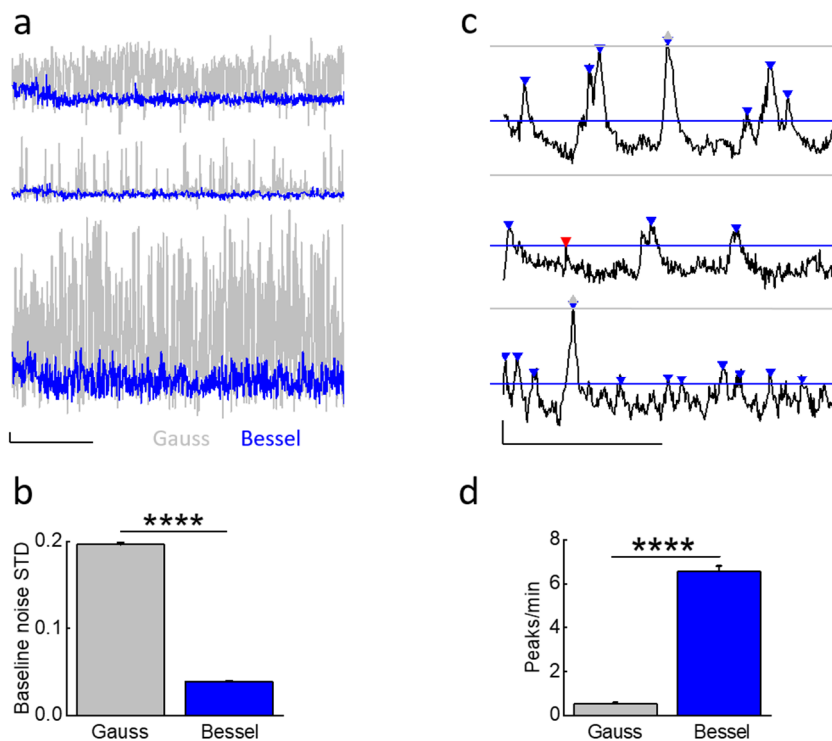 a
c
Gauss Bessel
b
d
****
0.2
0.1
0.0
Baseline noise STD
Gauss Bessel
****
8
6
4
2
0
Peaks/min
Gauss Bessel